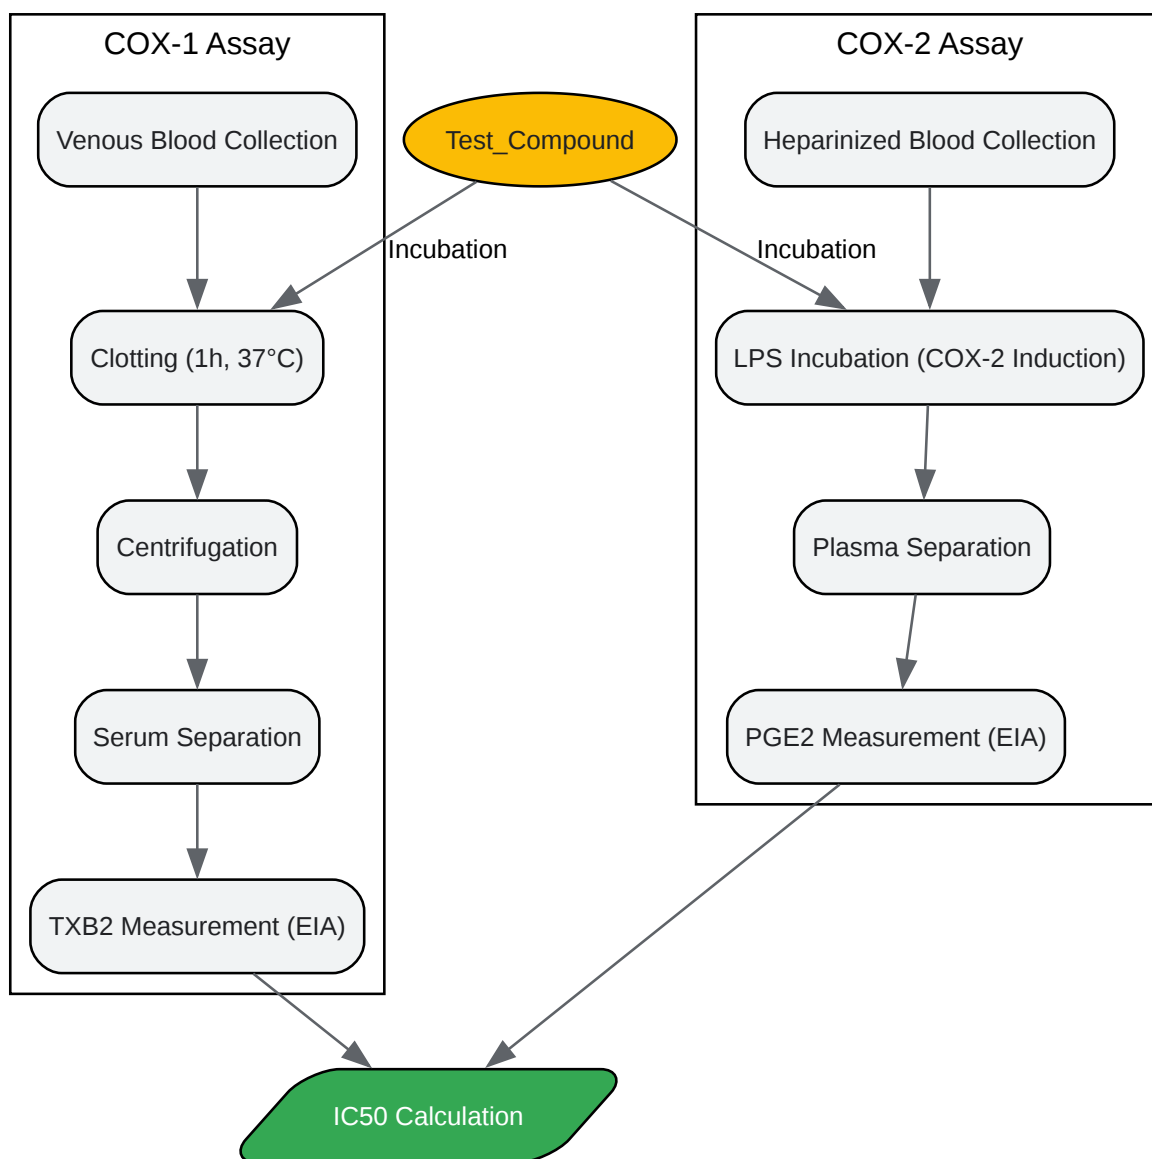 COX-1 Assay
COX-2 Assay
Venous Blood Collection
Test_Compound
Heparinized Blood Collection
Incubation
Incubation
Clotting (1h, 37°C)
LPS Incubation (COX-2 Induction)
Centrifugation
Plasma Separation
Serum Separation
PGE2 Measurement (EIA)
TXB2 Measurement (EIA)
IC50 Calculation